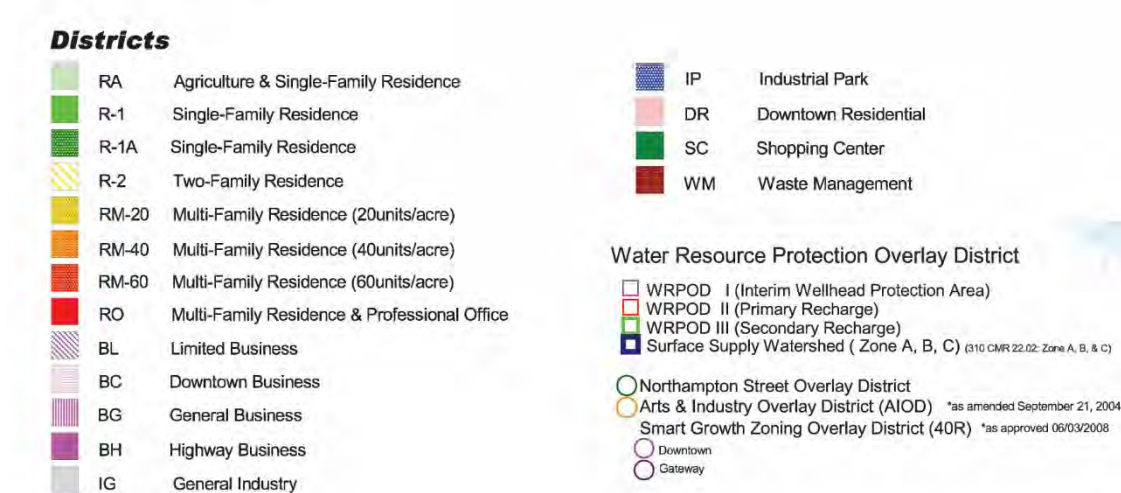 Districts
RA Agriculture & Single-Family Residence
R-1 Single-Family Residence
R-1A Single-Family Residence
R-2 Two-Family Residence
RM-20 Multi-Family Residence (20units/acre)
RM-40 Multi-Family Residence (40units/acre)
RM-60 Multi-Family Residence (60units/acre)
RO Multi-Family Residence & Professional Office
BL Limited Business
BC Downtown Business
BG General Business
BH Highway Business
IG General Industry
IP Industrial Park
DR Downtown Residential
SC Shopping Center
WM Waste Management
Water Resource Protection Overlay District
WRPOD I (Interim Wellhead Protection Area)
WRPOD II (Primary Recharge)
WRPOD III (Secondary Recharge)
Surface Supply Watershed ( Zone A, B, C) (310 CMR 22.02: Zone A, B, & C)
Northampton Street Overlay District
Arts & Industry Overlay District (AIOD) *as amended September 21, 2004
Smart Growth Zoning Overlay District (40R) *as approved 06/03/2008
Downtown
Gateway